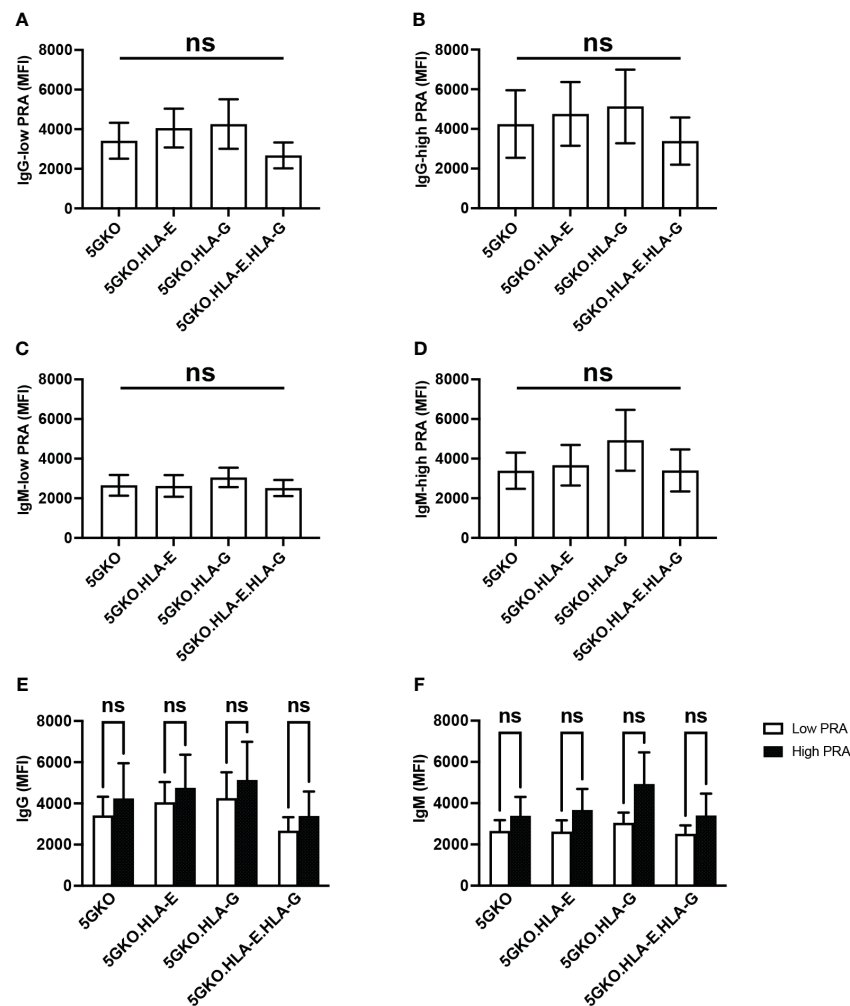 A
ns
IgG-low PRA (MFI)
8000
6000
4000
2000
0
5GKO
5GKO.HLA-E
5GKO.HLA-G
5GKO.HLA-E.HLA-G
B
ns
IgG-high PRA (MFI)
8000
6000
4000
2000
0
5GKO
5GKO.HLA-E
5GKO.HLA-G
5GKO.HLA-E.HLA-G
C
ns
IgM-low PRA (MFI)
8000
6000
4000
2000
0
5GKO
5GKO.HLA-E
5GKO.HLA-G
5GKO.HLA-E.HLA-G
D
ns
IgM-high PRA (MFI)
8000
6000
4000
2000
0
5GKO
5GKO.HLA-E
5GKO.HLA-G
5GKO.HLA-E.HLA-G
E
ns ns ns ns
IgG (MFI)
8000
6000
4000
2000
0
5GKO
5GKO.HLA-E
5GKO.HLA-G
5GKO.HLA-E.HLA-G
F
ns ns ns ns
IgM (MFI)
8000
6000
4000
2000
0
5GKO
5GKO.HLA-E
5GKO.HLA-G
5GKO.HLA-E.HLA-G
Low PRA
High PRA